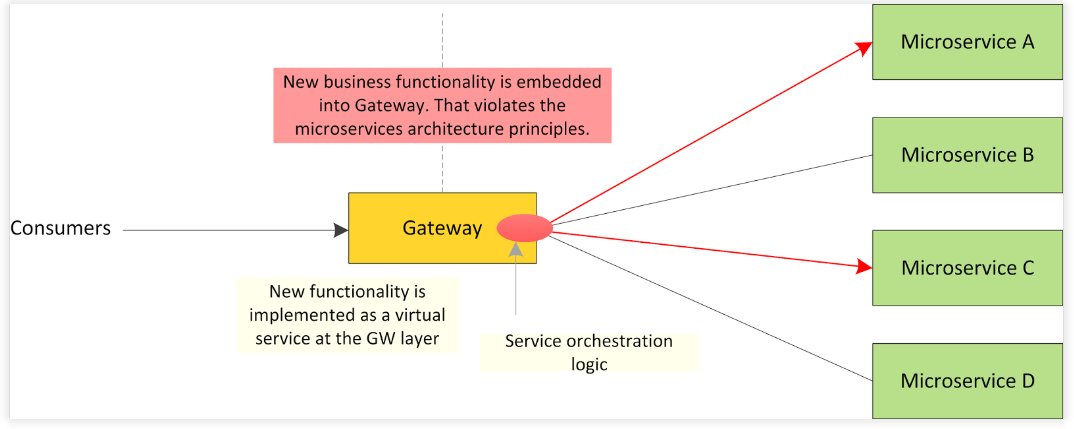 Microservice A
New business functionality is embedded
into Gateway. That violates the
microservices architecture principles.
Microservice B
Consumers
Gateway
Microservice C
New functionality is
implemented as a virtual
service at the GW layer
Service orchestration
logic
Microservice D